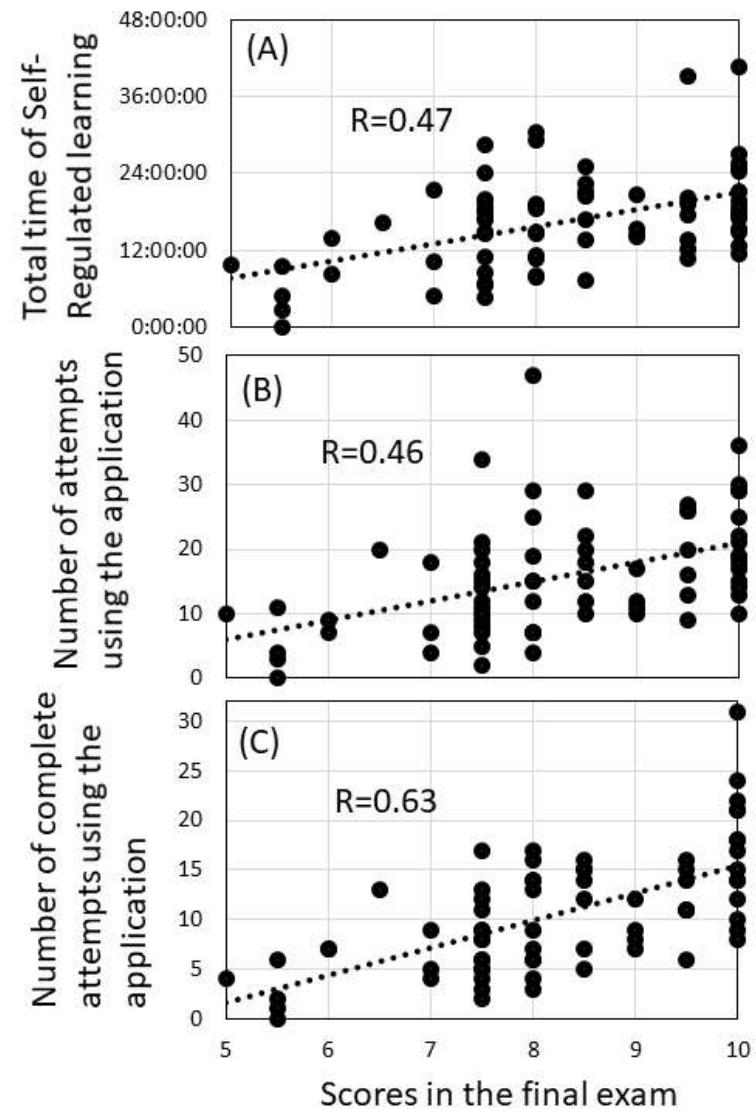 Total time of Self-
Regulated learning
48:00:00
36:00:00
24:00:00
12:00:00
0:00:00
(A)
R=0.47
Number of attempts
using the application
50
40
30
20
10
0
(B)
R=0.46
Number of complete
attempts using the
application
30
25
20
15
10
5
0
(C)
R=0.63
5 6 7 8 9 10
Scores in the final exam